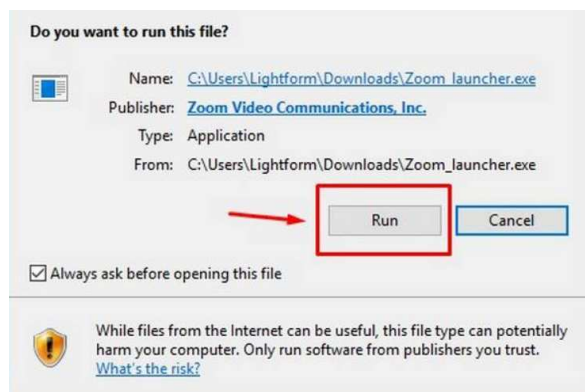 Do you want to run this file?
Name: C:\Users\Lightform\Downloads\Zoom_launcher.exe
Publisher: Zoom Video Communications, Inc.
Type: Application
From: C:\Users\Lightform\Downloads\Zoom_launcher.exe
Run Cancel
Always ask before opening this file
While files from the Internet can be useful, this file type can potentially
harm your computer. Only run software from publishers you trust.
What's the risk?